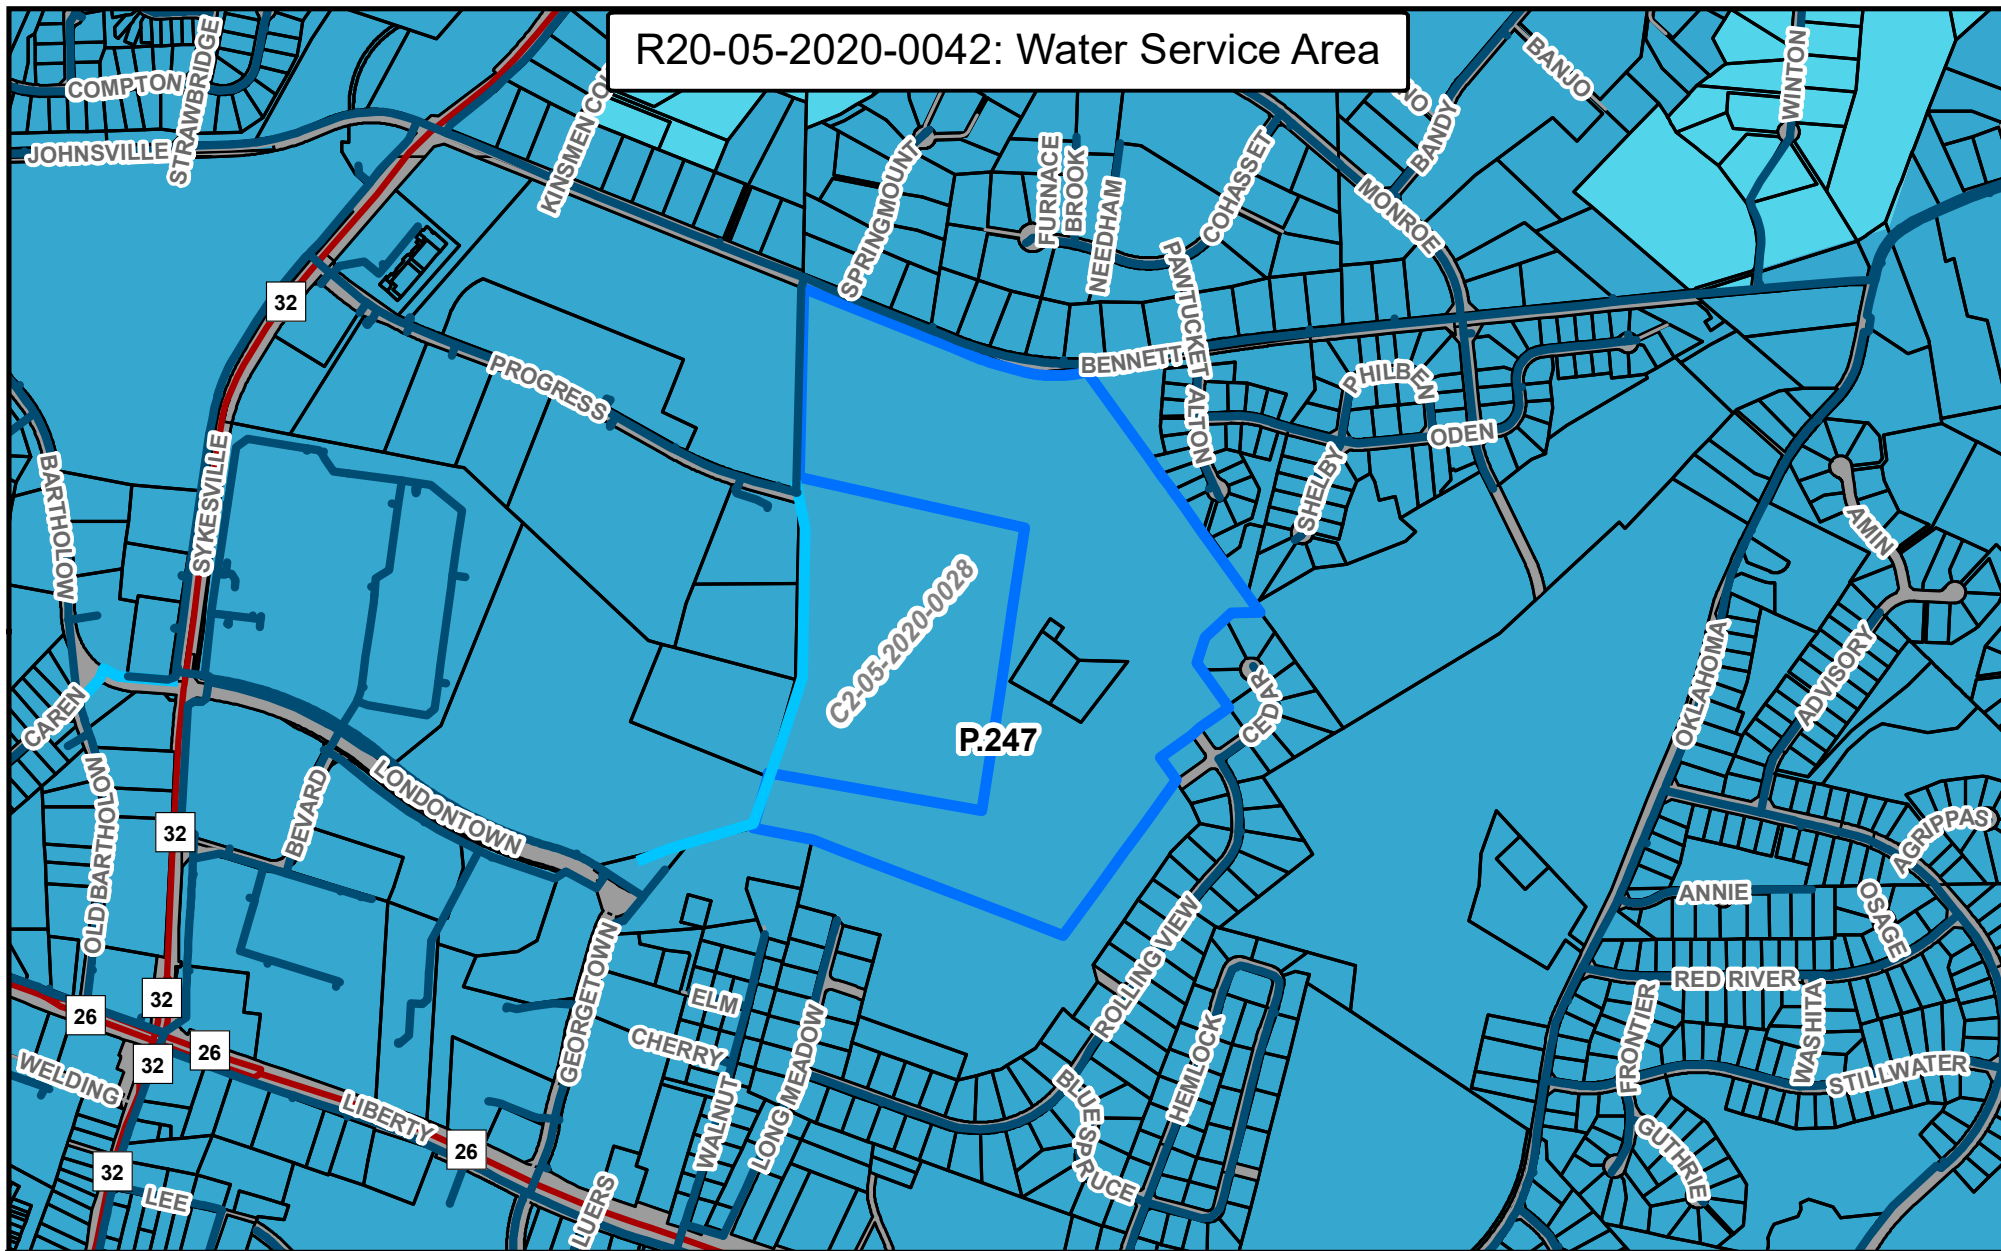 R20-05-2020-0042: Water Service Area
COMPTON
STRAWBRIDGE
JOHNSVILLE
KINSMEN
SPRINGMOUNT
FURNACE
BROOK
NEEDHAM
COHASSET
MONROE
BANDY
BANJO
WINTON
PAWTUCKET
32
PROGRESS
BENNETT
PHILBEN
ALTON
ODEN
SHELBY
BARTHOLOW
SYKESVILLE
AMIN
C2-05-2020-0028
P.247
CEDAR
OKLAHOMA
ADVISORY
CAREN
OLD BARTHOLOW
BEVARD
LONDONTOWN
32
AGRIPPAS
ANNIE
OSAGE
RED RIVER
FRONTIER
WASHITA
STILLWATER
GUTHRIE
GEORGETOWN
ROLLING VIEW
ELM
CHERRY
WALNUT
LONG MEADOW
HEMLOCK
BLUE SPRUCE
32
26
26
32
WELDING
LIBERTY
26
32
LEE
LUERS